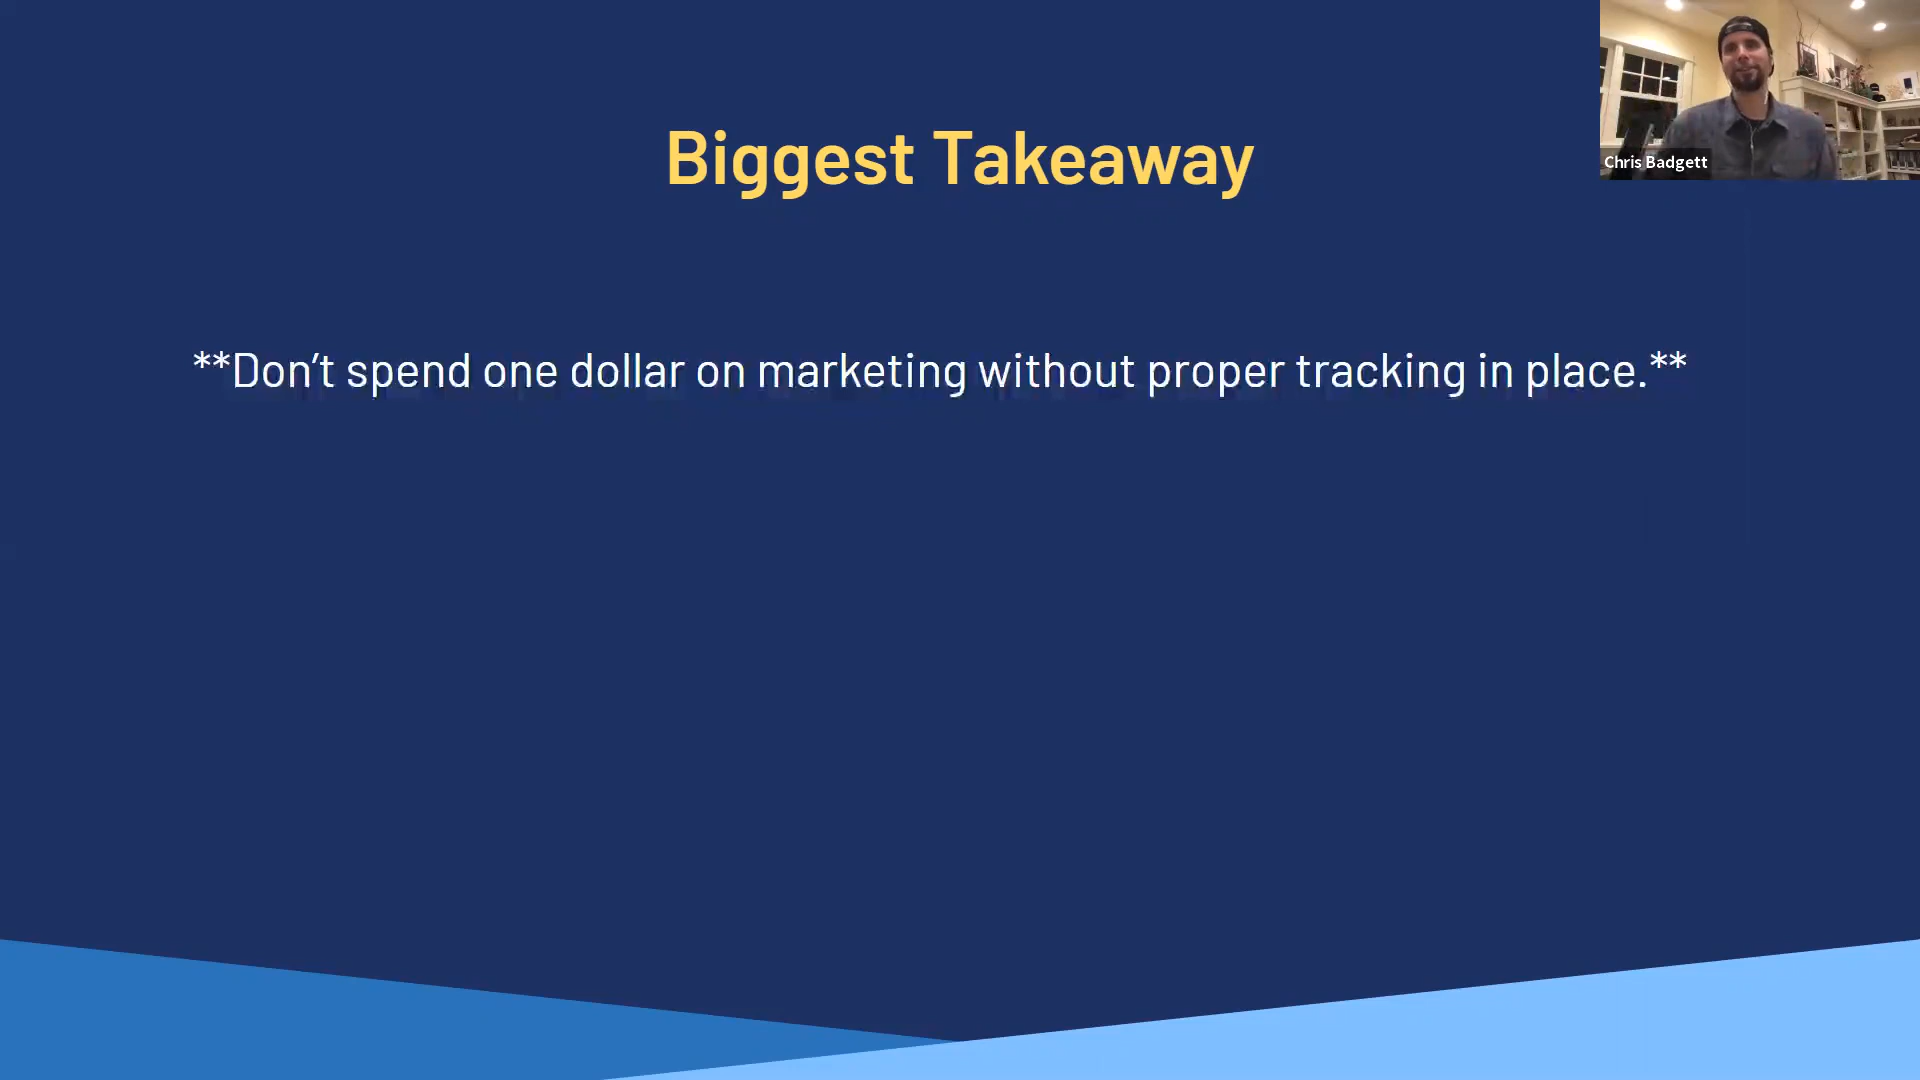 Biggest Takeaway
Chris Badgett
**Don’t spend one dollar on marketing without proper tracking in place.**